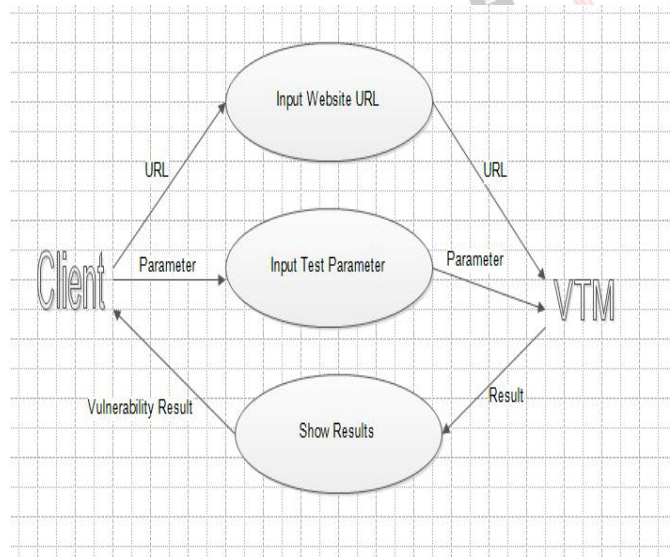 Input Website URL
URL
URL
Client
Parameter
Input Test Parameter
Parameter
VTM
Vulnerability Result
Show Results
Result